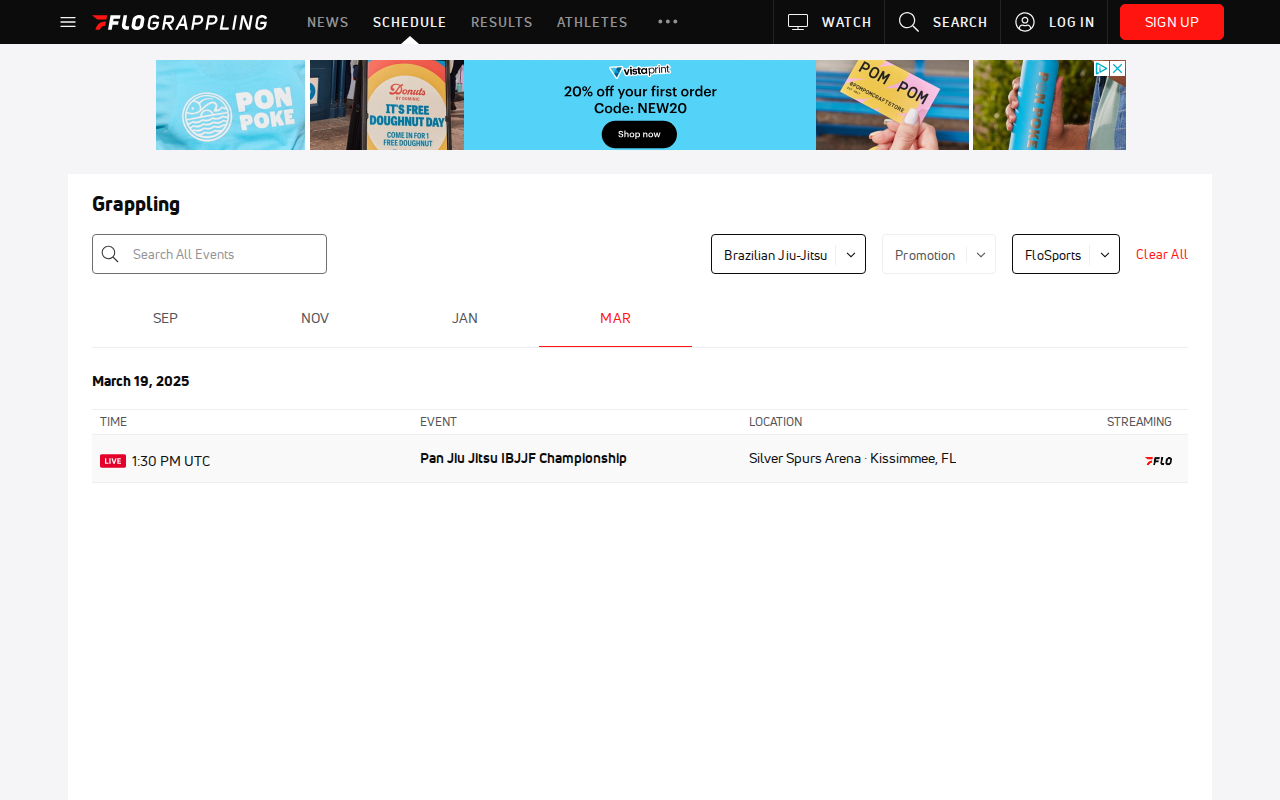 FLOGRAPPLING NEWS SCHEDULE RESULTS ATHLETES WATCH SEARCH LOG IN SIGN UP
PON POKE
Donuts
BY DOMINIC
IT'S FREE
DOUGHNUT DAY
COME IN FOR 1
FREE DOUGHNUT
vistaprint
20% off your first order
Code: NEW20
Shop now
POM POM
@POMPOMCRAFTSTORE
Grappling
Search All Events Brazilian Jiu-Jitsu Promotion FloSports Clear All
SEP NOV JAN MAR
March 19, 2025
TIME EVENT LOCATION STREAMING
LIVE 1:30 PM UTC Pan Jiu Jitsu IBJJF Championship Silver Spurs Arena · Kissimmee, FL FLO